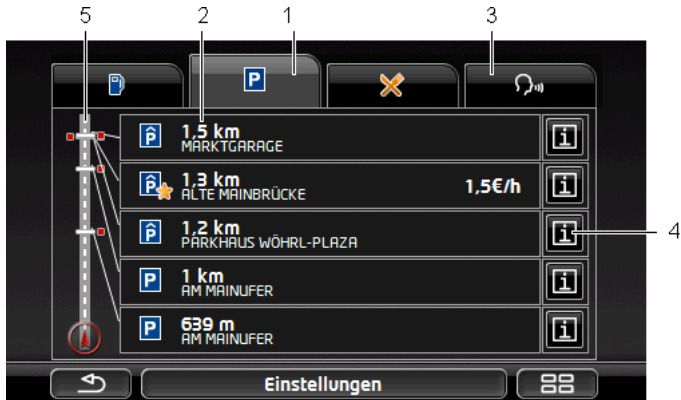 5
2
1
3
P
P 1,5 km i
MARKTGARAGE
P 1,3 km 1,5€/h i
ALTE MAINBRÜCKE
P 1,2 km i
PARKHAUS WÖHRL-PLAZA
4
P 1 km i
AM MAINUFER
P 639 m i
AM MAINUFER
Einstellungen